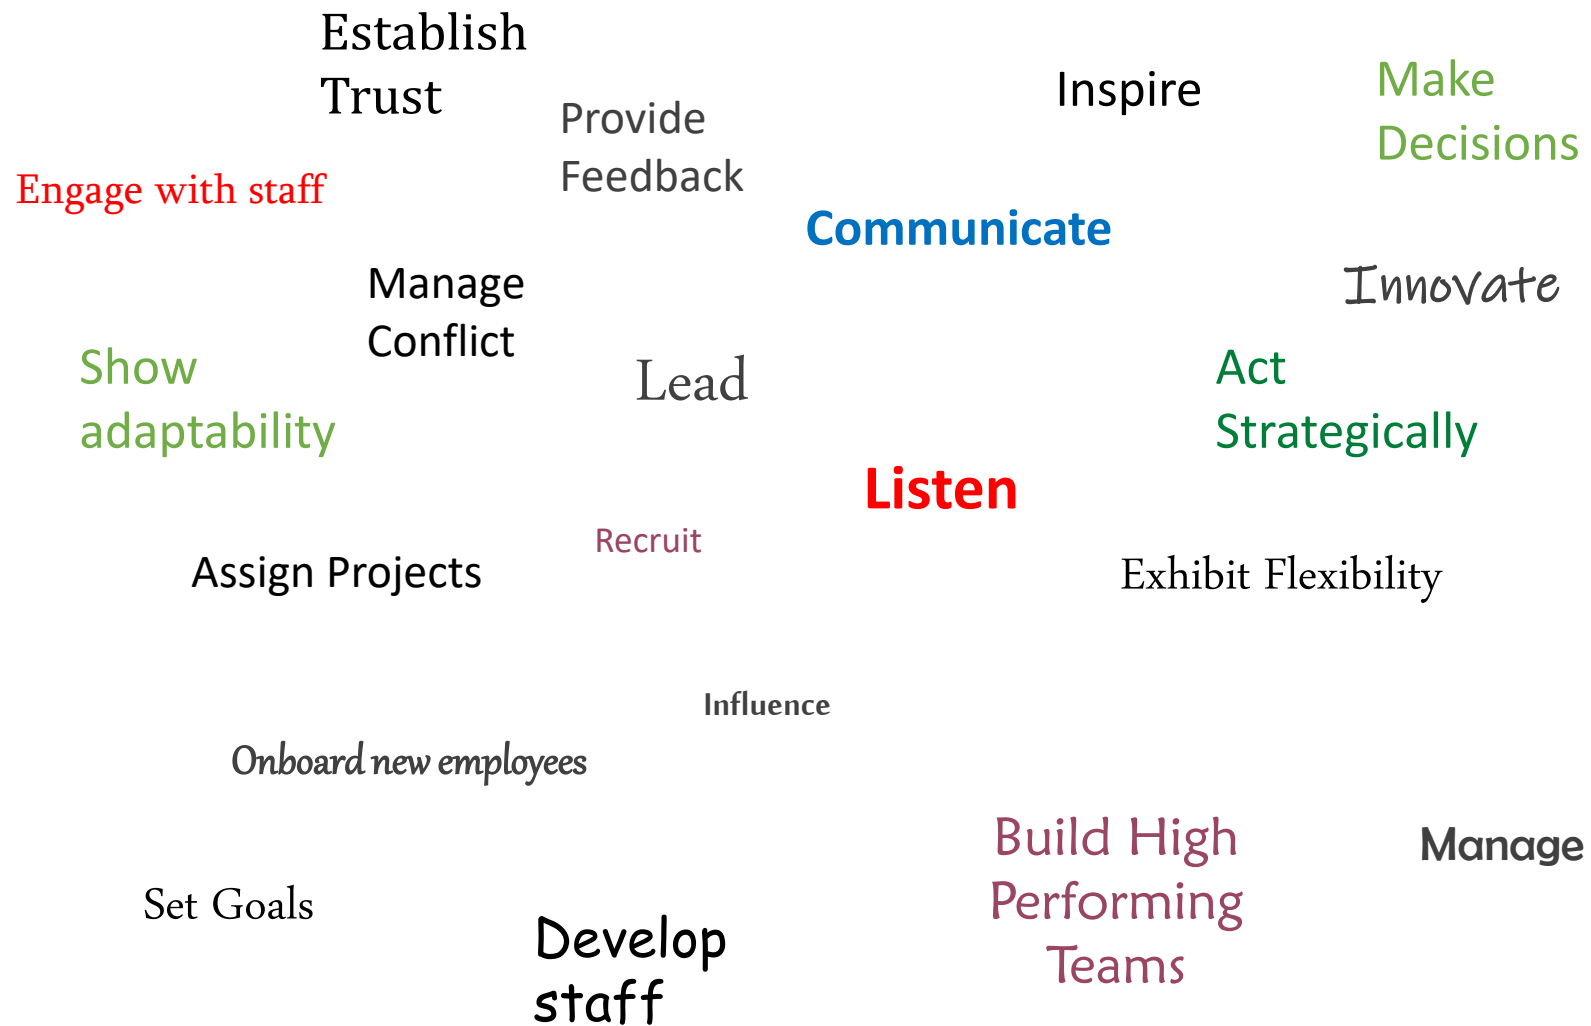 Establish
Trust
Inspire
Make
Decisions
Provide
Feedback
Engage with staff
Communicate
Manage
Conflict
Innovate
Show
adaptability
Lead
Act
Strategically
Listen
Recruit
Assign Projects
Exhibit Flexibility
Influence
Onboard new employees
Build High
Performing
Teams
Manage
Set Goals
Develop
staff